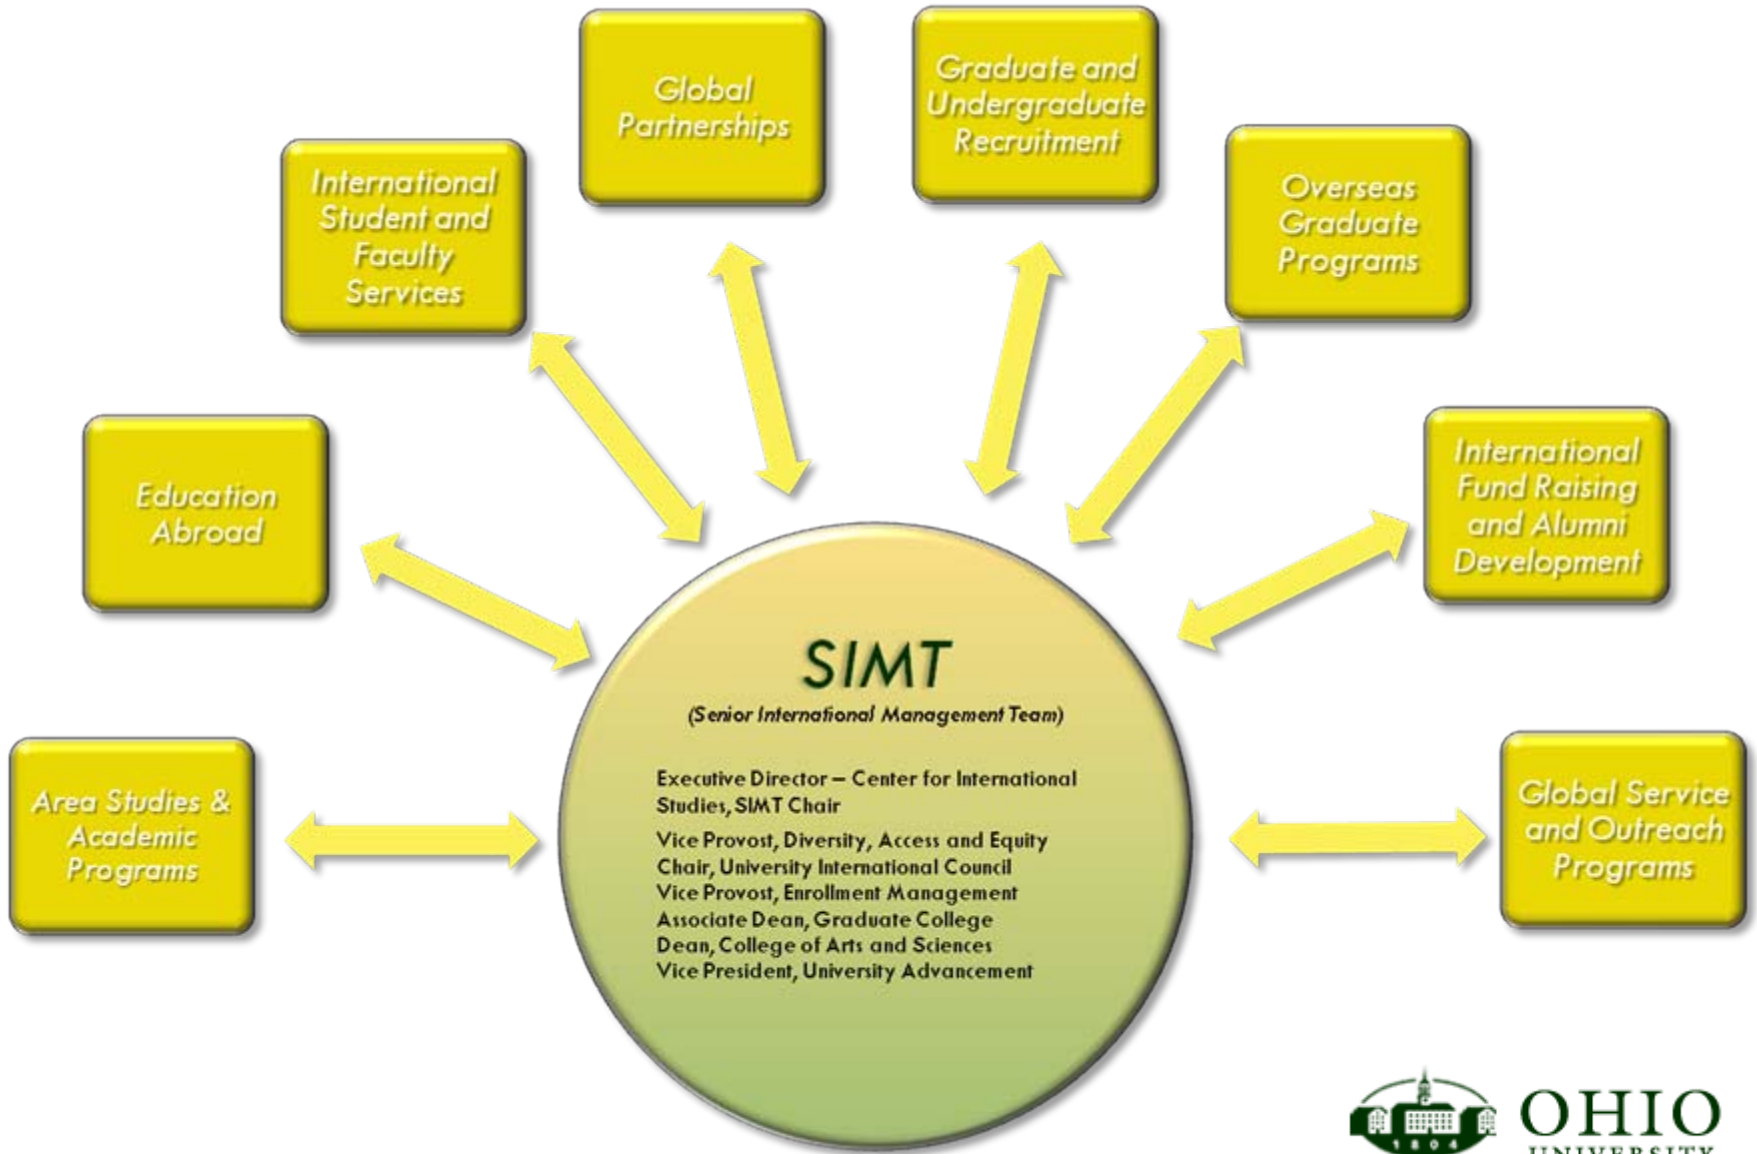 Global
Partnerships
Graduate and
Undergraduate
Recruitment
International
Student and
Faculty
Services
Overseas
Graduate
Programs
Education
Abroad
International
Fund Raising
and Alumni
Development
Area Studies &
Academic
Programs
Global Service
and Outreach
Programs
SIMT
(Senior International Management Team)
Executive Director – Center for International
Studies, SIMT Chair
Vice Provost, Diversity, Access and Equity
Chair, University International Council
Vice Provost, Enrollment Management
Associate Dean, Graduate College
Dean, College of Arts and Sciences
Vice President, University Advancement
1804
OHIO
UNIVERSITY